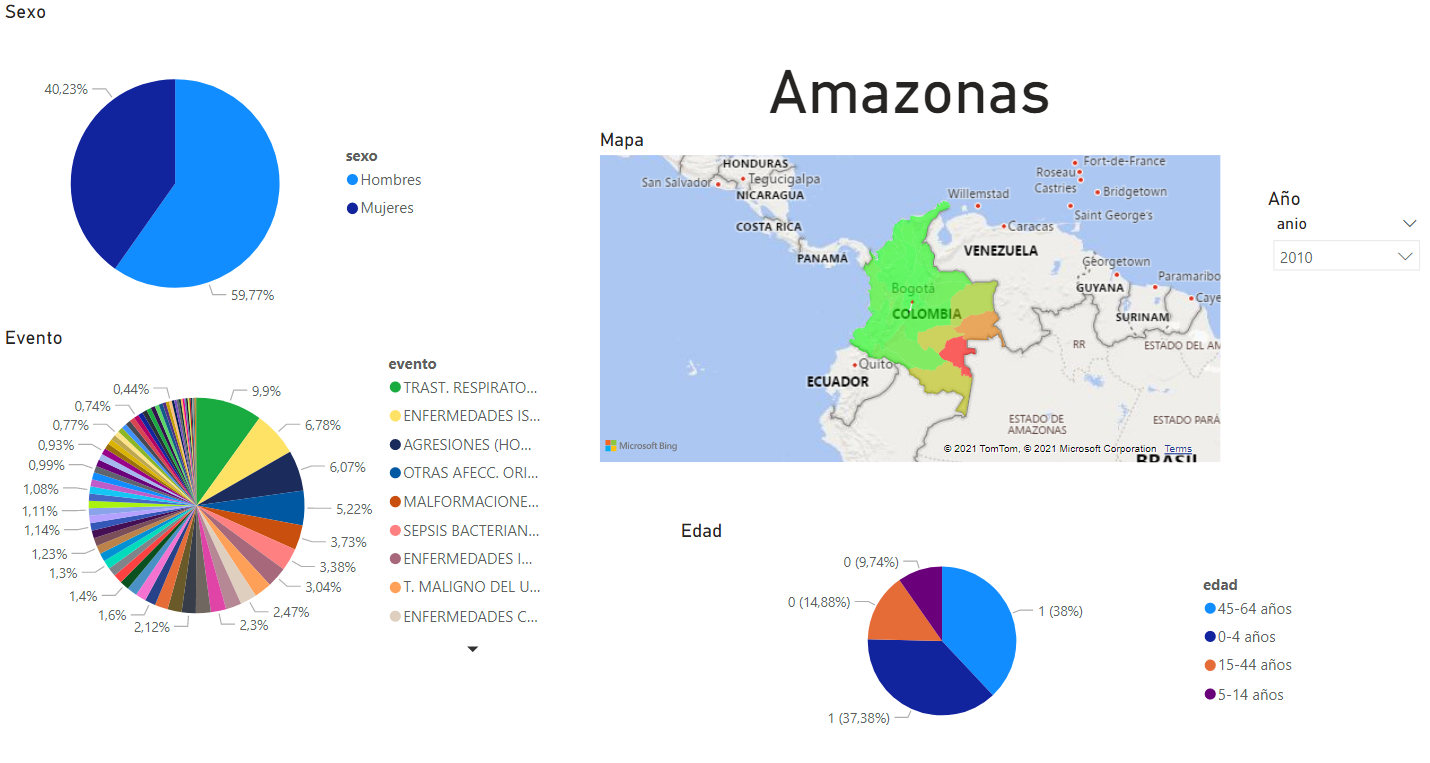 Sexo
40,23%
59,77%
sexo
Hombres
Mujeres
Evento
0,44%
9,9%
0,74%
6,78%
0,77%
6,07%
0,93%
0,99%
5,22%
1,08%
1,11%
3,73%
1,14%
3,38%
1,23%
3,04%
1,3%
2,47%
1,4%
2,3%
1,6%
2,12%
evento
TRAST. RESPIRATO...
ENFERMEDADES IS...
AGRESIONES (HO...
OTRAS AFECC. ORI...
MALFORMACIONE...
SEPSIS BACTERIAN...
ENFERMEDADES I...
T. MALIGNO DEL U...
ENFERMEDADES C...
Amazonas
Mapa
HONDURAS
Tegucigalpa
San Salvador
NICARAGUA
COSTA RICA
PANAMÁ
Fort-de-France
Roseau
Castries
Bridgetown
Willemstad
Saint George's
Caracas
VENEZUELA
Georgetown
Paramaribo
GUYANA
Caye
SURINAM
Bogotá
COLOMBIA
RR
ESTADO DEL AM
Quito
ECUADOR
ESTADO DE
AMAZONAS
ESTADO PARÁ
BRASIL
Microsoft Bing
© 2021 TomTom, © 2021 Microsoft Corporation Terms
Año
anio
2010
Edad
0 (9,74%)
0 (14,88%)
1 (38%)
1 (37,38%)
edad
45-64 años
0-4 años
15-44 años
5-14 años